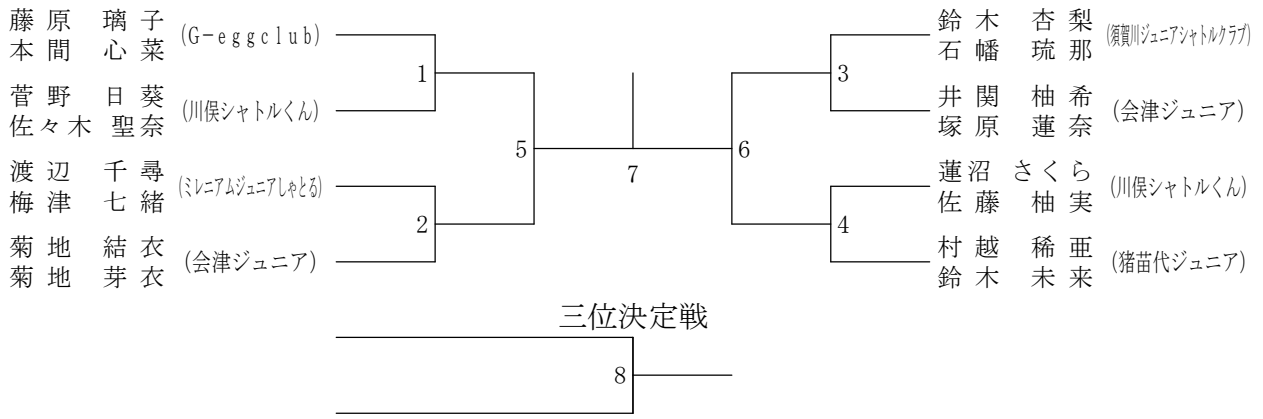 藤原 璃子
本間 心菜
(G-eggclub)
菅野 日葵
佐々木 聖奈
(川俣シャトルくん)
渡辺 千尋
梅津 七緒
(ミレニアムジュニアしゃとる)
菊地 結衣
菊地 芽衣
(会津ジュニア)
1
2
5
7
6
3
4
鈴木 杏梨
石幡 琉那
(須賀川ジュニアシャトルクラブ)
井関 柚希
塚原 蓮奈
(会津ジュニア)
蓮沼 さくら
佐藤 柚実
(川俣シャトルくん)
村越 稀亜
鈴木 未来
(猪苗代ジュニア)
三位決定戦
8